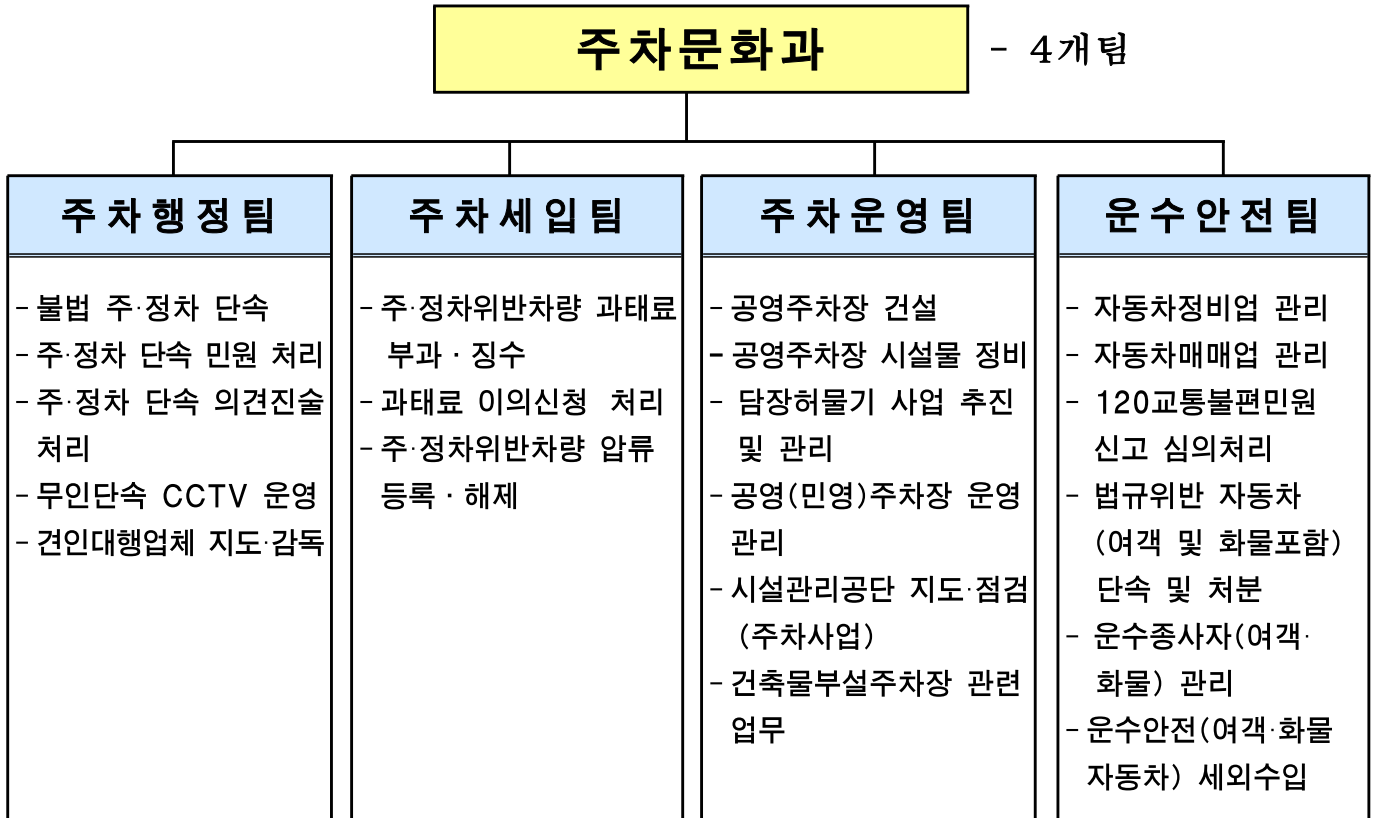 주차문화과
- 4개팀
주차행정팀
- 불법 주·정차 단속
- 주·정차 단속 민원 처리
- 주·정차 단속 의견진술
처리
- 무인단속 CCTV 운영
- 견인대행업체 지도·감독
주차세입팀
- 주·정차위반차량 과태료
부과 · 징수
- 과태료 이의신청 처리
- 주·정차위반차량 압류
등록 · 해제
주차운영팀
- 공영주차장 건설
- 공영주차장 시설물 정비
- 담장허물기 사업 추진
및 관리
- 공영(민영)주차장 운영
관리
- 시설관리공단 지도·점검
(주차사업)
- 건축물부설주차장 관련
업무
운수안전팀
- 자동차정비업 관리
- 자동차매매업 관리
- 120교통불편민원
신고 심의처리
- 법규위반 자동차
(여객 및 화물포함)
단속 및 처분
- 운수종사자(여객·
화물) 관리
- 운수안전(여객·화물
자동차) 세외수입